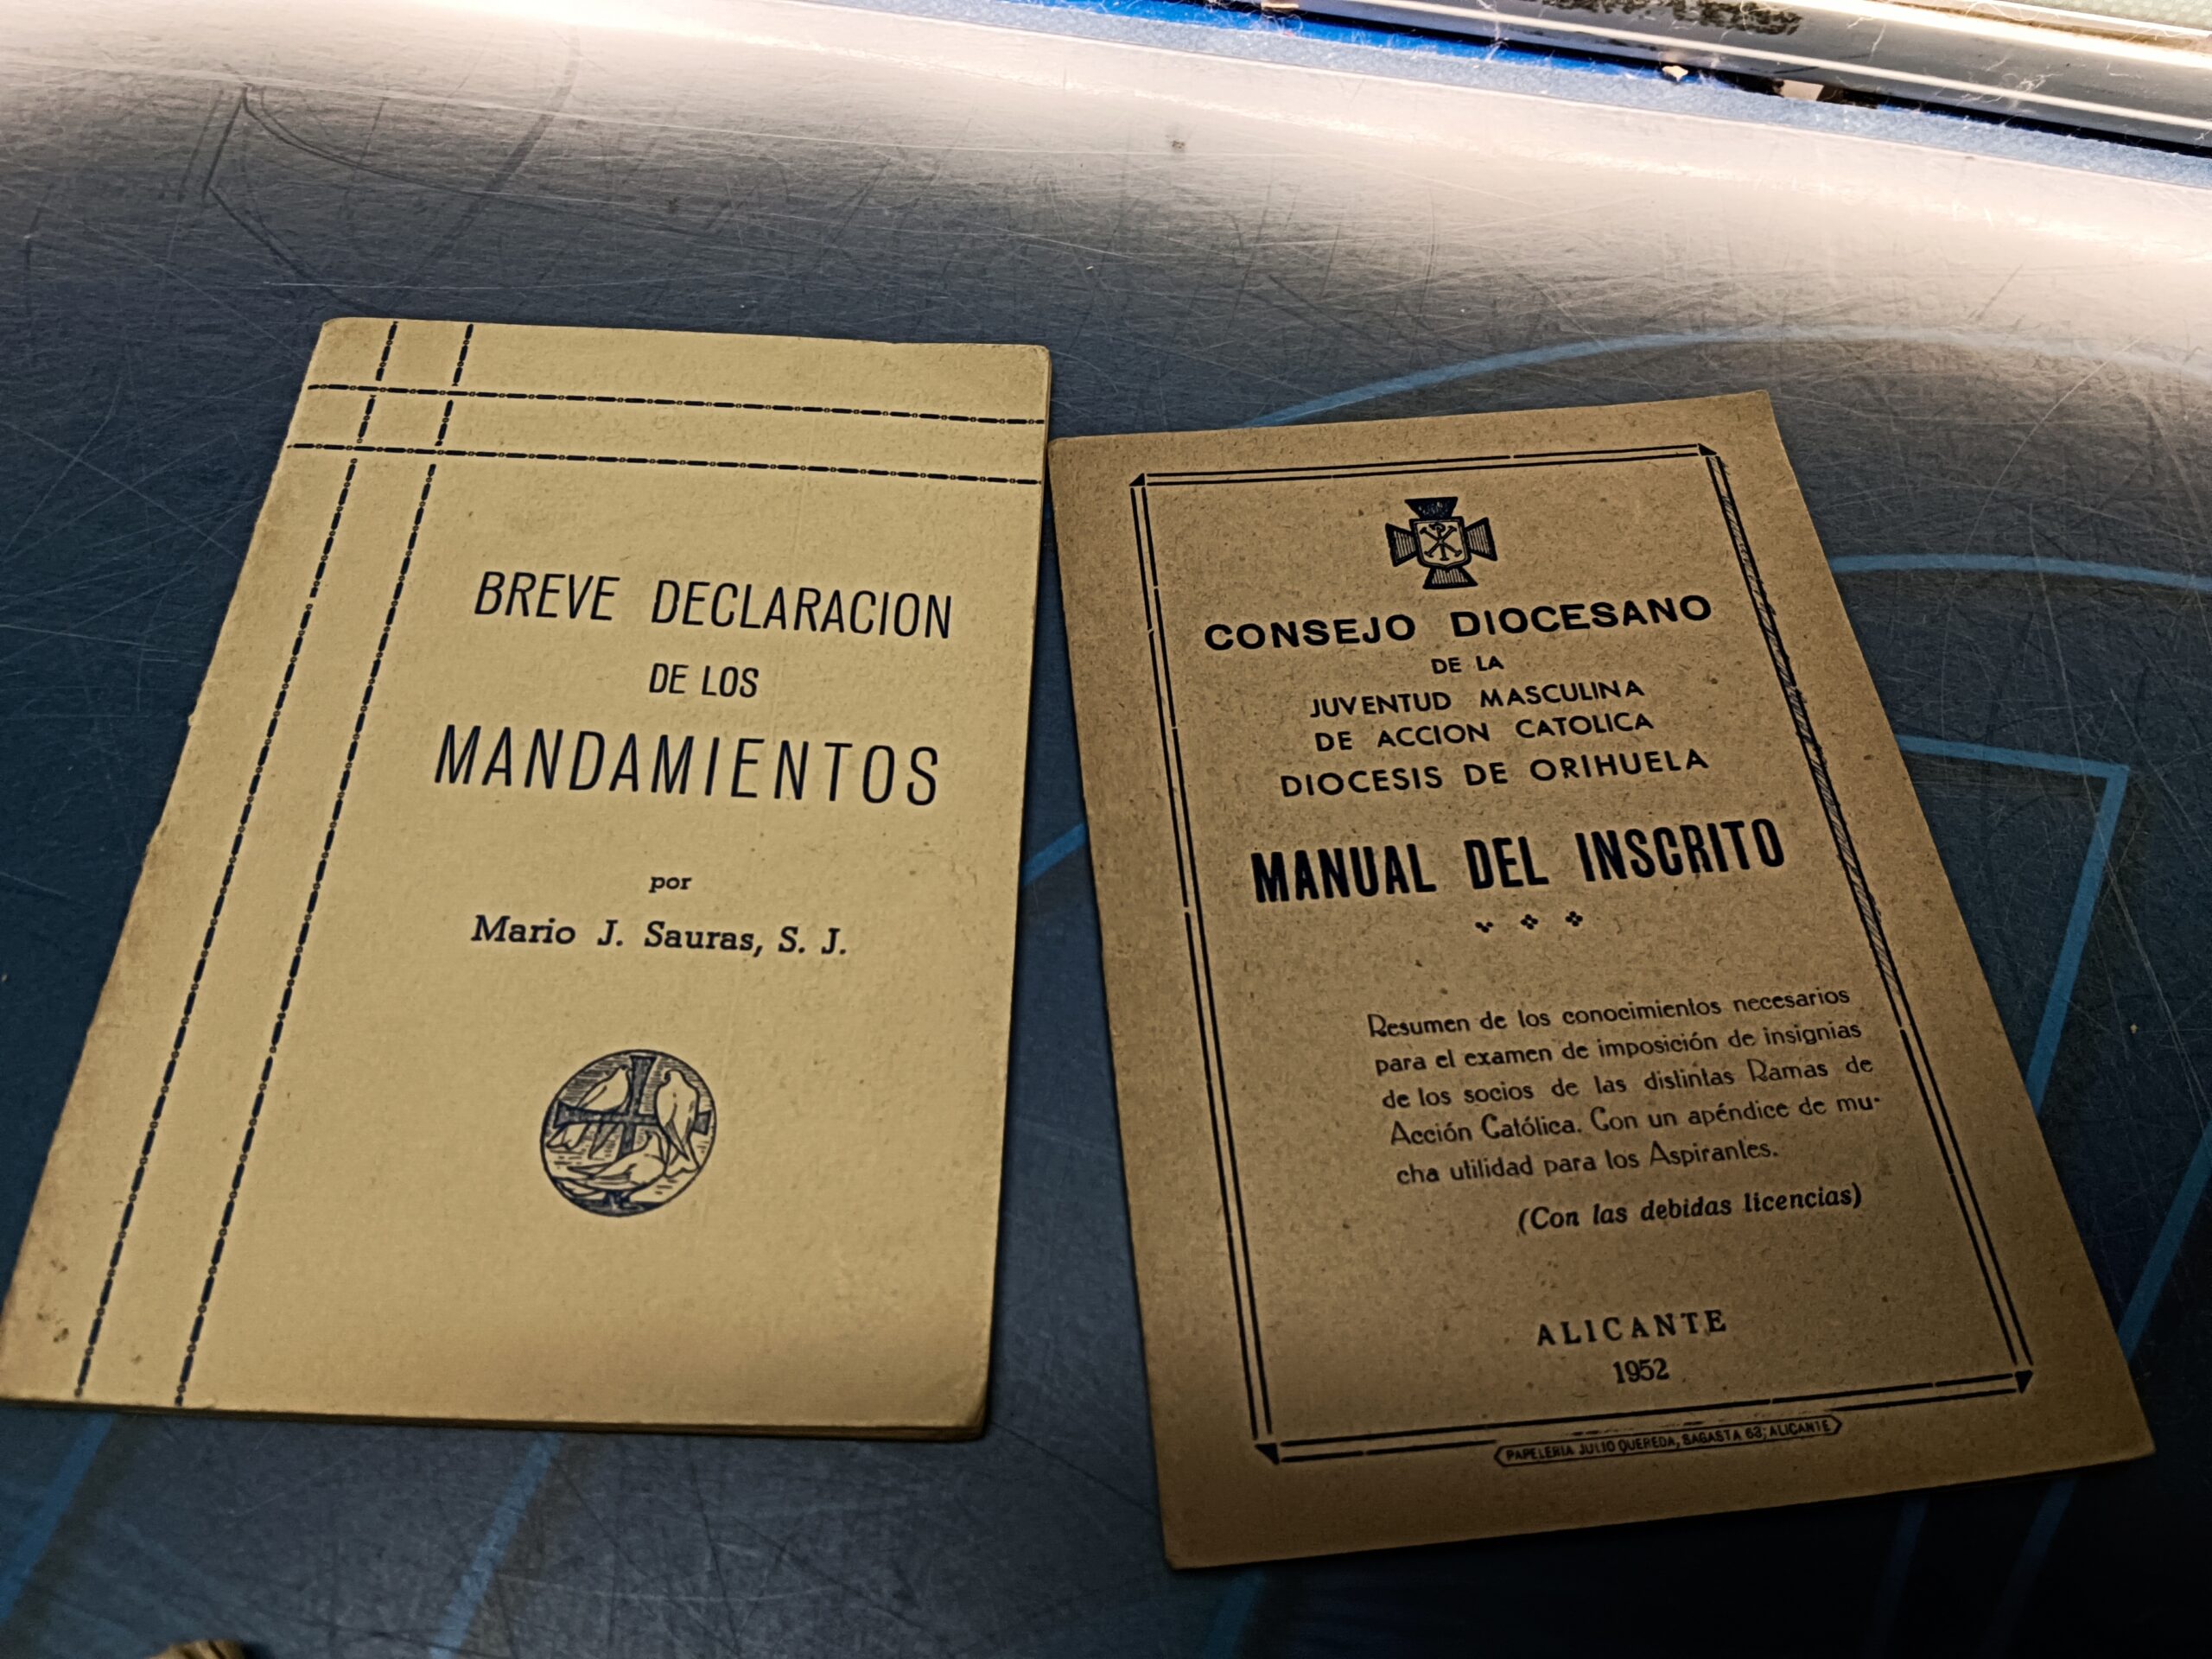 BREVE DECLARACION
DE LOS
MANDAMIENTOS
por
Mario J. Sauras, S. J.
CONSEJO DIOCESANO
DE LA
JUVENTUD MASCULINA
DE ACCION CATOLICA
DIOCESIS DE ORIHUELA
MANUAL DEL INSCRITO
Resumen de los conocimientos necesarios
para el examen de imposición de insignias
de los socios de las distintas Ramas de
Acción Católica. Con un apéndice de mu-
cha utilidad para los Aspirantes.
(Con las debidas licencias)
ALICANTE
1952
PAPELERIA JULIO QUEREDA, SAGASTA 63; ALICANTE